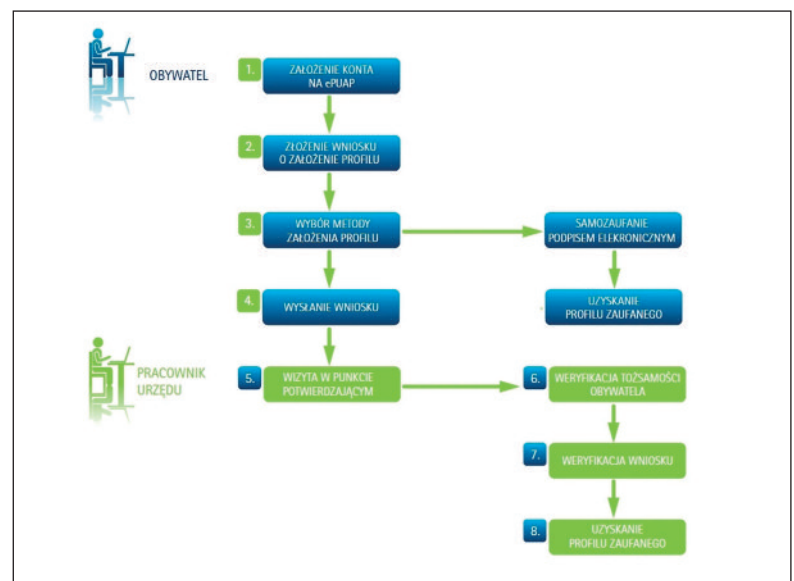 OBYWATEL
1. ZAŁOŻENIE KONTA
NA ePUAP
2. ZŁOŻENIE WNIOSKU
O ZAŁOŻENIE PROFILU
3. WYBÓR METODY
ZAŁOŻENIA PROFILU
SAMOZAUFANIE
PODPISEM ELEKRONICZNYM
4. WYSŁANIE WNIOSKU
UZYSKANIE
PROFILU ZAUFANEGO
PRACOWNIK
URZĘDU
5. WIZYTA W PUNKCIE
POTWIERDZAJĄCYM
6. WERYFIKACJA TOŻSAMOŚCI
OBYWATELA
7. WERYFIKACJA WNIOSKU
8. UZYSKANIE
PROFILU ZAUFANEGO